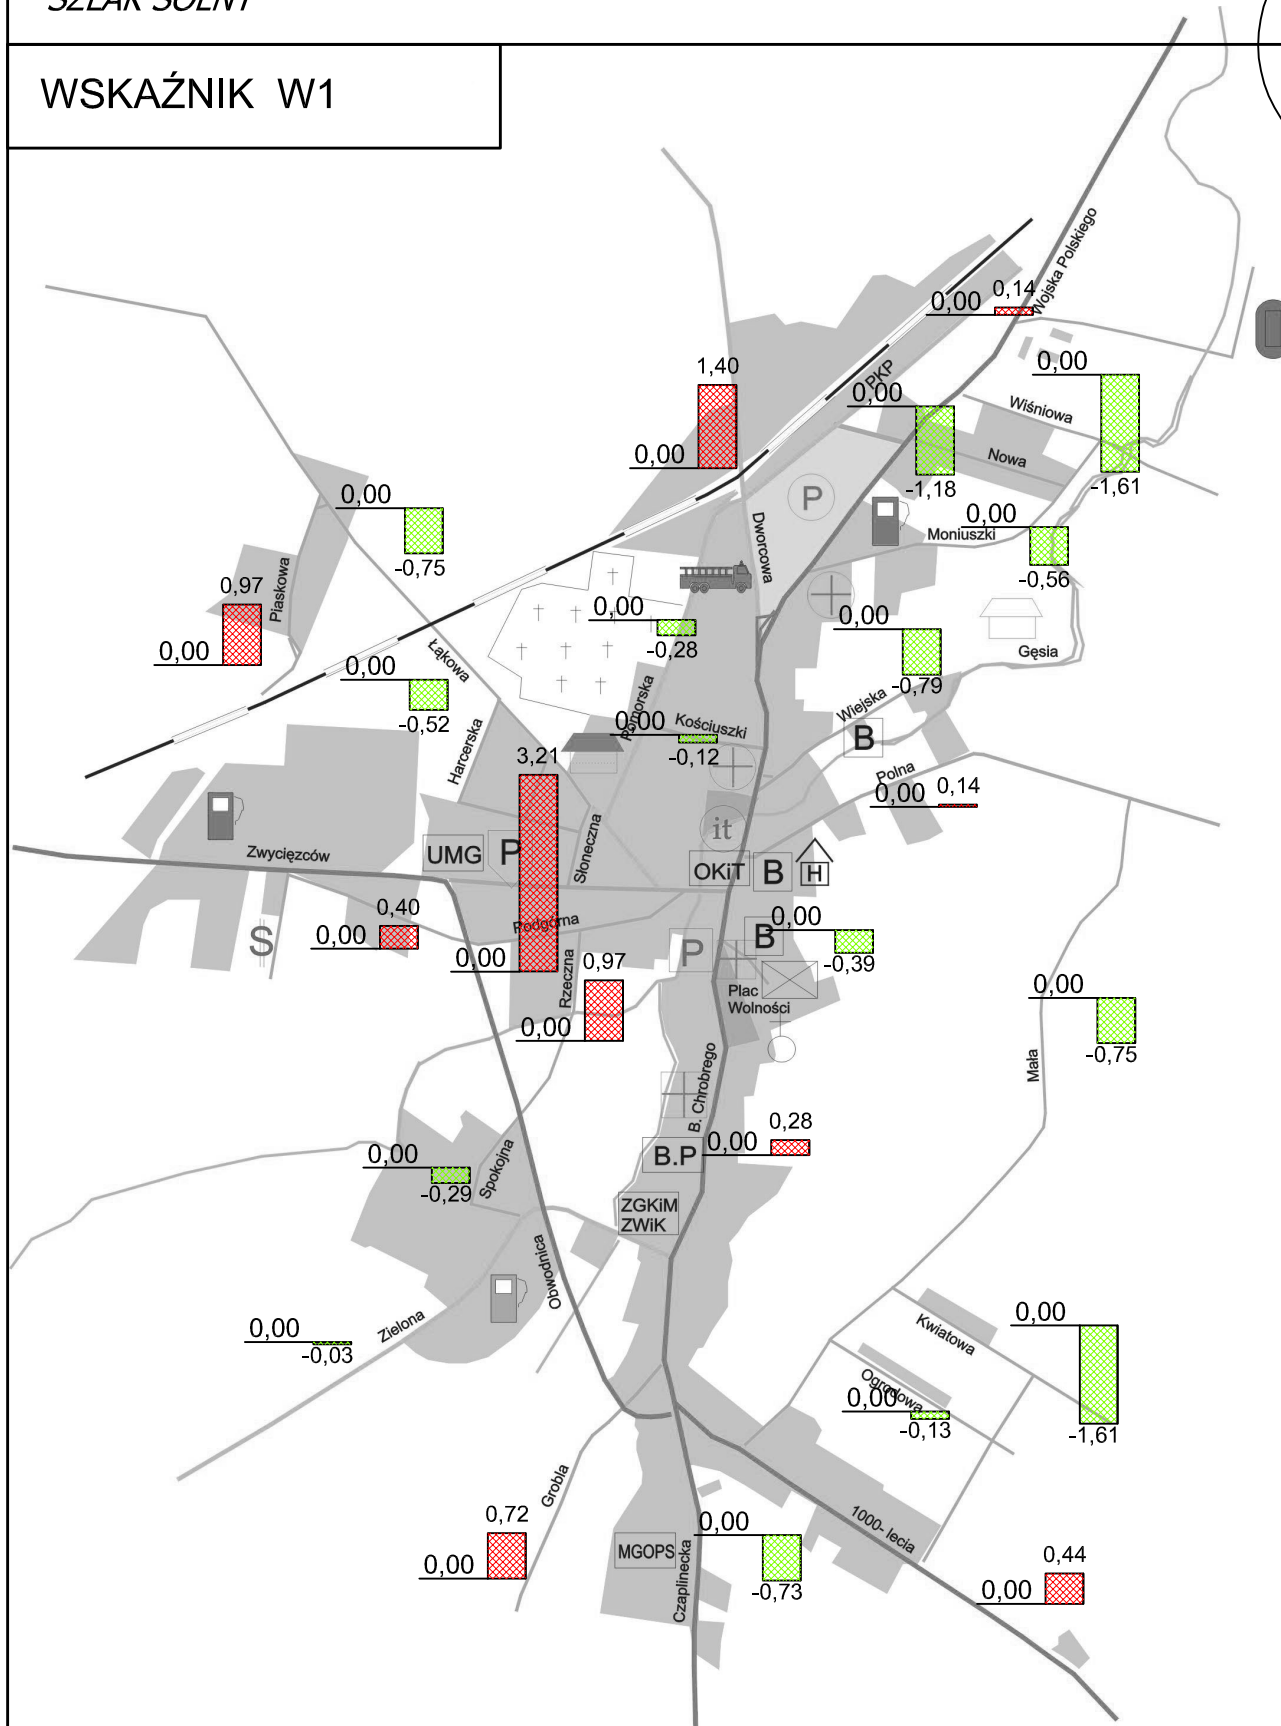 SZLAK SOLNY
WSKAŹNIK W1
Wojska Polskiego
0,14
0,00
PKP
1,40
0,00
0,00
-1,18
0,00
-1,61
Wiśniowa
Nowa
0,00
-0,75
P
Dworcowa
Moniuszki
0,00
-0,56
0,97
0,00
Piaskowa
0,00
-0,28
0,00
-0,79
Gęsia
Łąkowa
0,00
-0,52
Pomorska
Kościuszki
0,00
-0,12
Wiejska
B
Harcerska
3,21
0,00
Polna
0,14
0,00
it
Zwycięzców
UMG
P
Słoneczna
OKiT
B
H
0,40
0,00
S
Podgórna
P
B
0,00
-0,39
Rzeczna
0,97
0,00
Plac
Wolności
0,00
-0,75
Mała
B. Chrobrego
0,28
0,00
B.P
0,00
-0,29
Spokojna
ZGKiM
ZWiK
Obwodnica
Zielona
0,00
-0,03
Kwiatowa
0,00
-1,61
Ogrodowa
0,00
-0,13
Grobla
0,72
0,00
MGOPS
Czaplinecka
0,00
-0,73
1000- lecia
0,44
0,00